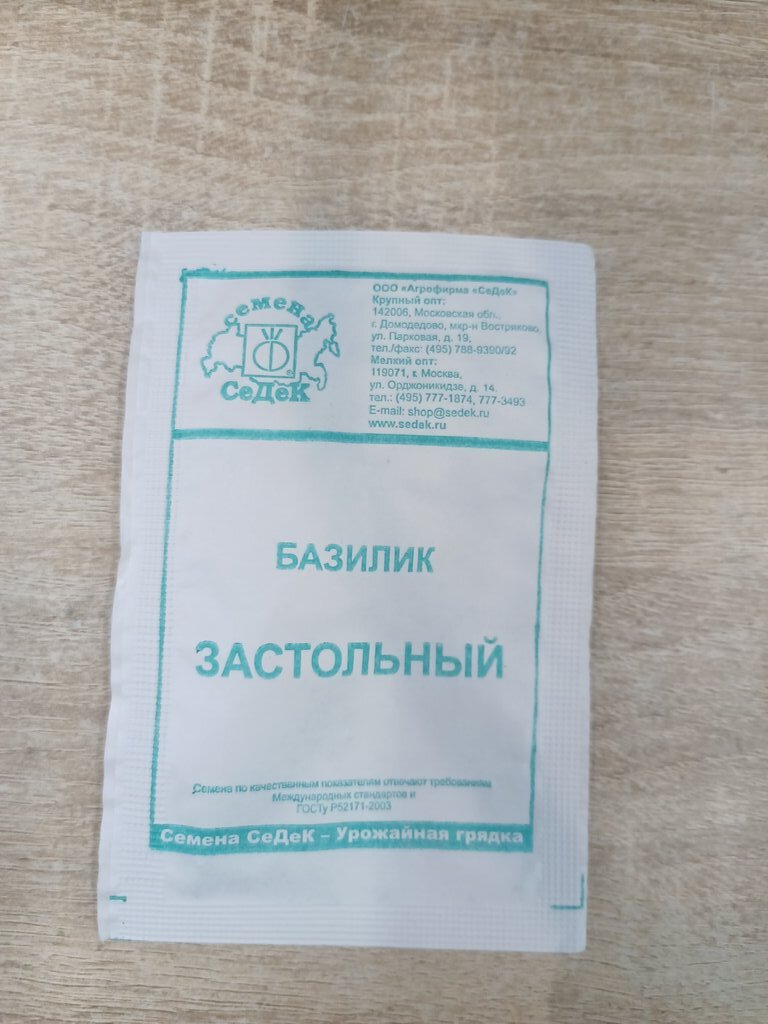 семена
СеДеК
®
ООО «Агрофирма «СеДеК»
Крупный опт:
142006, Московская обл.,
г. Домодедово, мкр-н Востряково,
ул. Парковая, д. 19,
тел./факс: (495) 788-9390/92
Мелкий опт:
119071, г. Москва,
ул. Орджоникидзе, д. 14.
тел.: (495) 777-1874, 777-3493
E-mail: shop@sedek.ru
www.sedek.ru
БАЗИЛИК
ЗАСТОЛЬНЫЙ
Семена по качественным показателям отвечают требованиям
Международных стандартов и
ГОСТу Р52171-2003
Семена СеДеК – Урожайная грядка